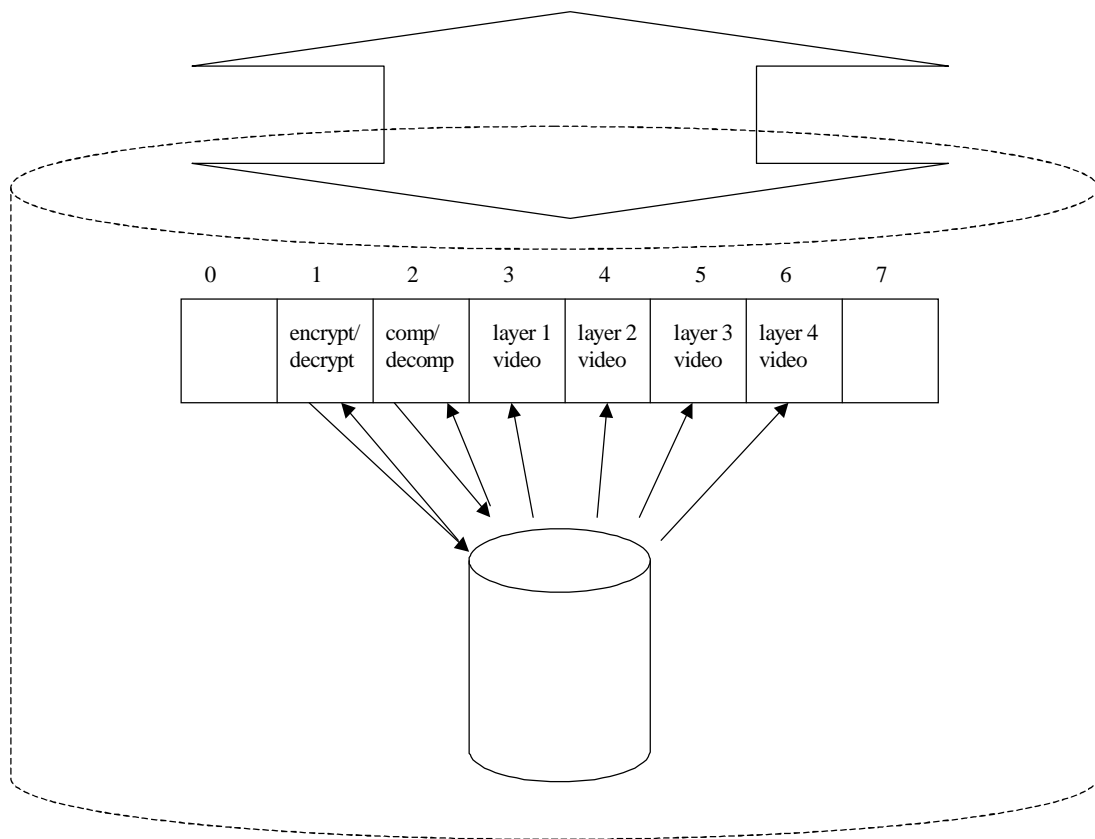 0 1 2 3 4 5 6 7
encrypt/ comp/ layer 1 layer 2 layer 3 layer 4
decrypt decomp video video video video